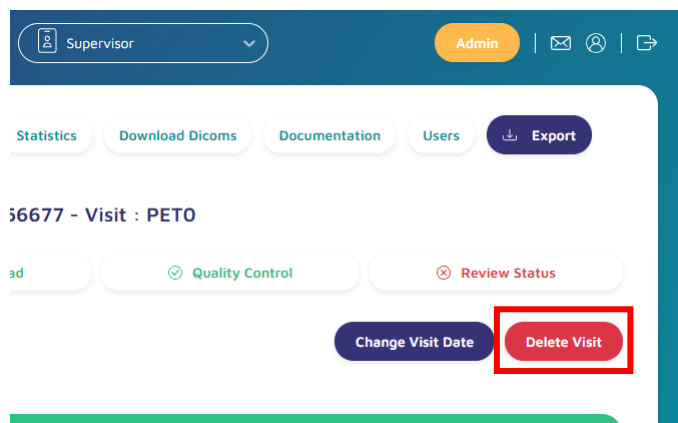 Supervisor Admin
Statistics Download Dicoms Documentation Users Export
66677 - Visit : PET0
ad Quality Control Review Status
Change Visit Date Delete Visit